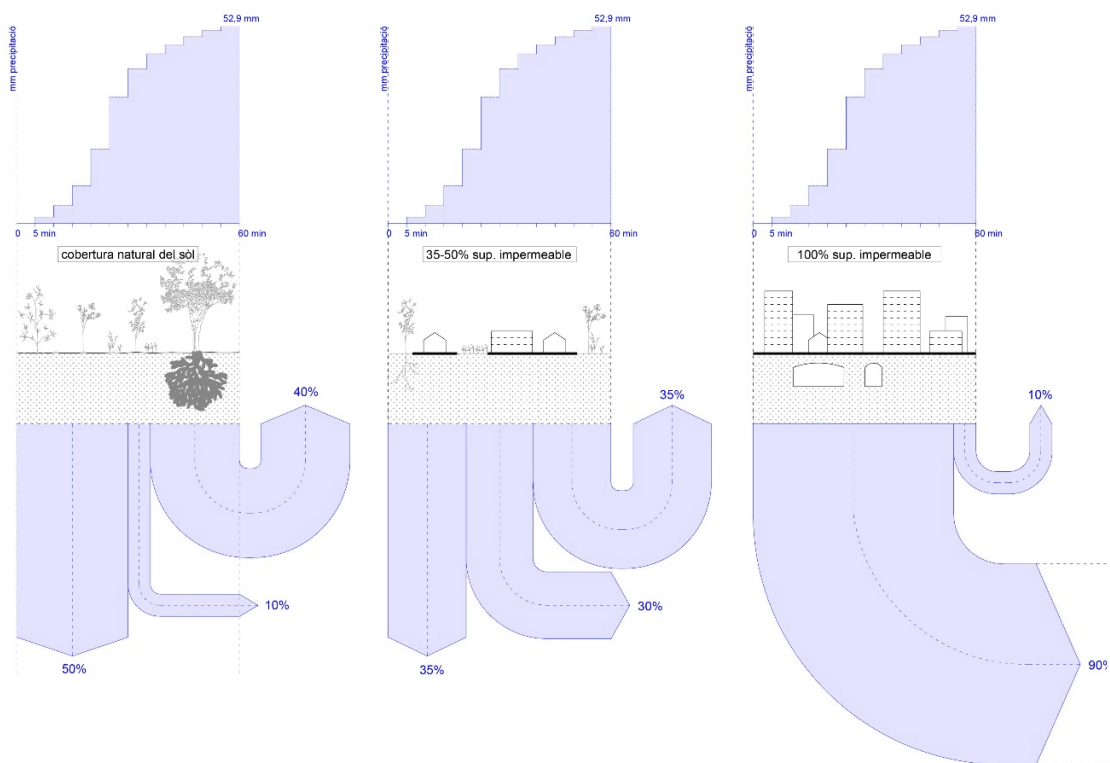 mm precipitació
52,9 mm
0
5 min
60 min
cobertura natural del sòl
40%
10%
50%
mm precipitació
52,9 mm
0
5 min
60 min
35-50% sup. impermeable
35%
30%
35%
mm precipitació
52,9 mm
0
5 min
60 min
100% sup. impermeable
10%
90%